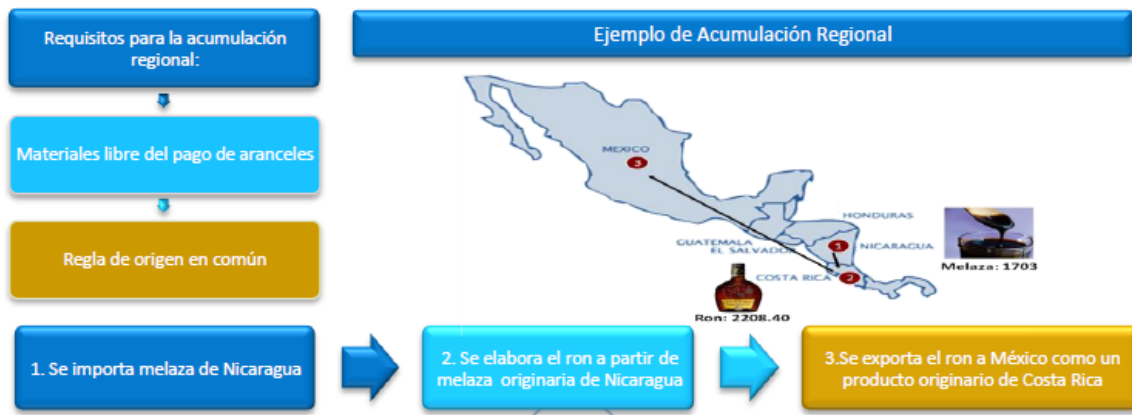 Requisitos para la acumulación
regional:
Materiales libre del pago de aranceles
Regla de origen en común
Ejemplo de Acumulación Regional
MEXICO
3
HONDURAS
GUATEMALA
EL SALVADOR
1
NICARAGUA
Melaza: 1703
COSTA RICA
2
Ron: 2208.40
1. Se importa melaza de Nicaragua
2. Se elabora el ron a partir de
melaza originaria de Nicaragua
3.Se exporta el ron a México como un
producto originario de Costa Rica